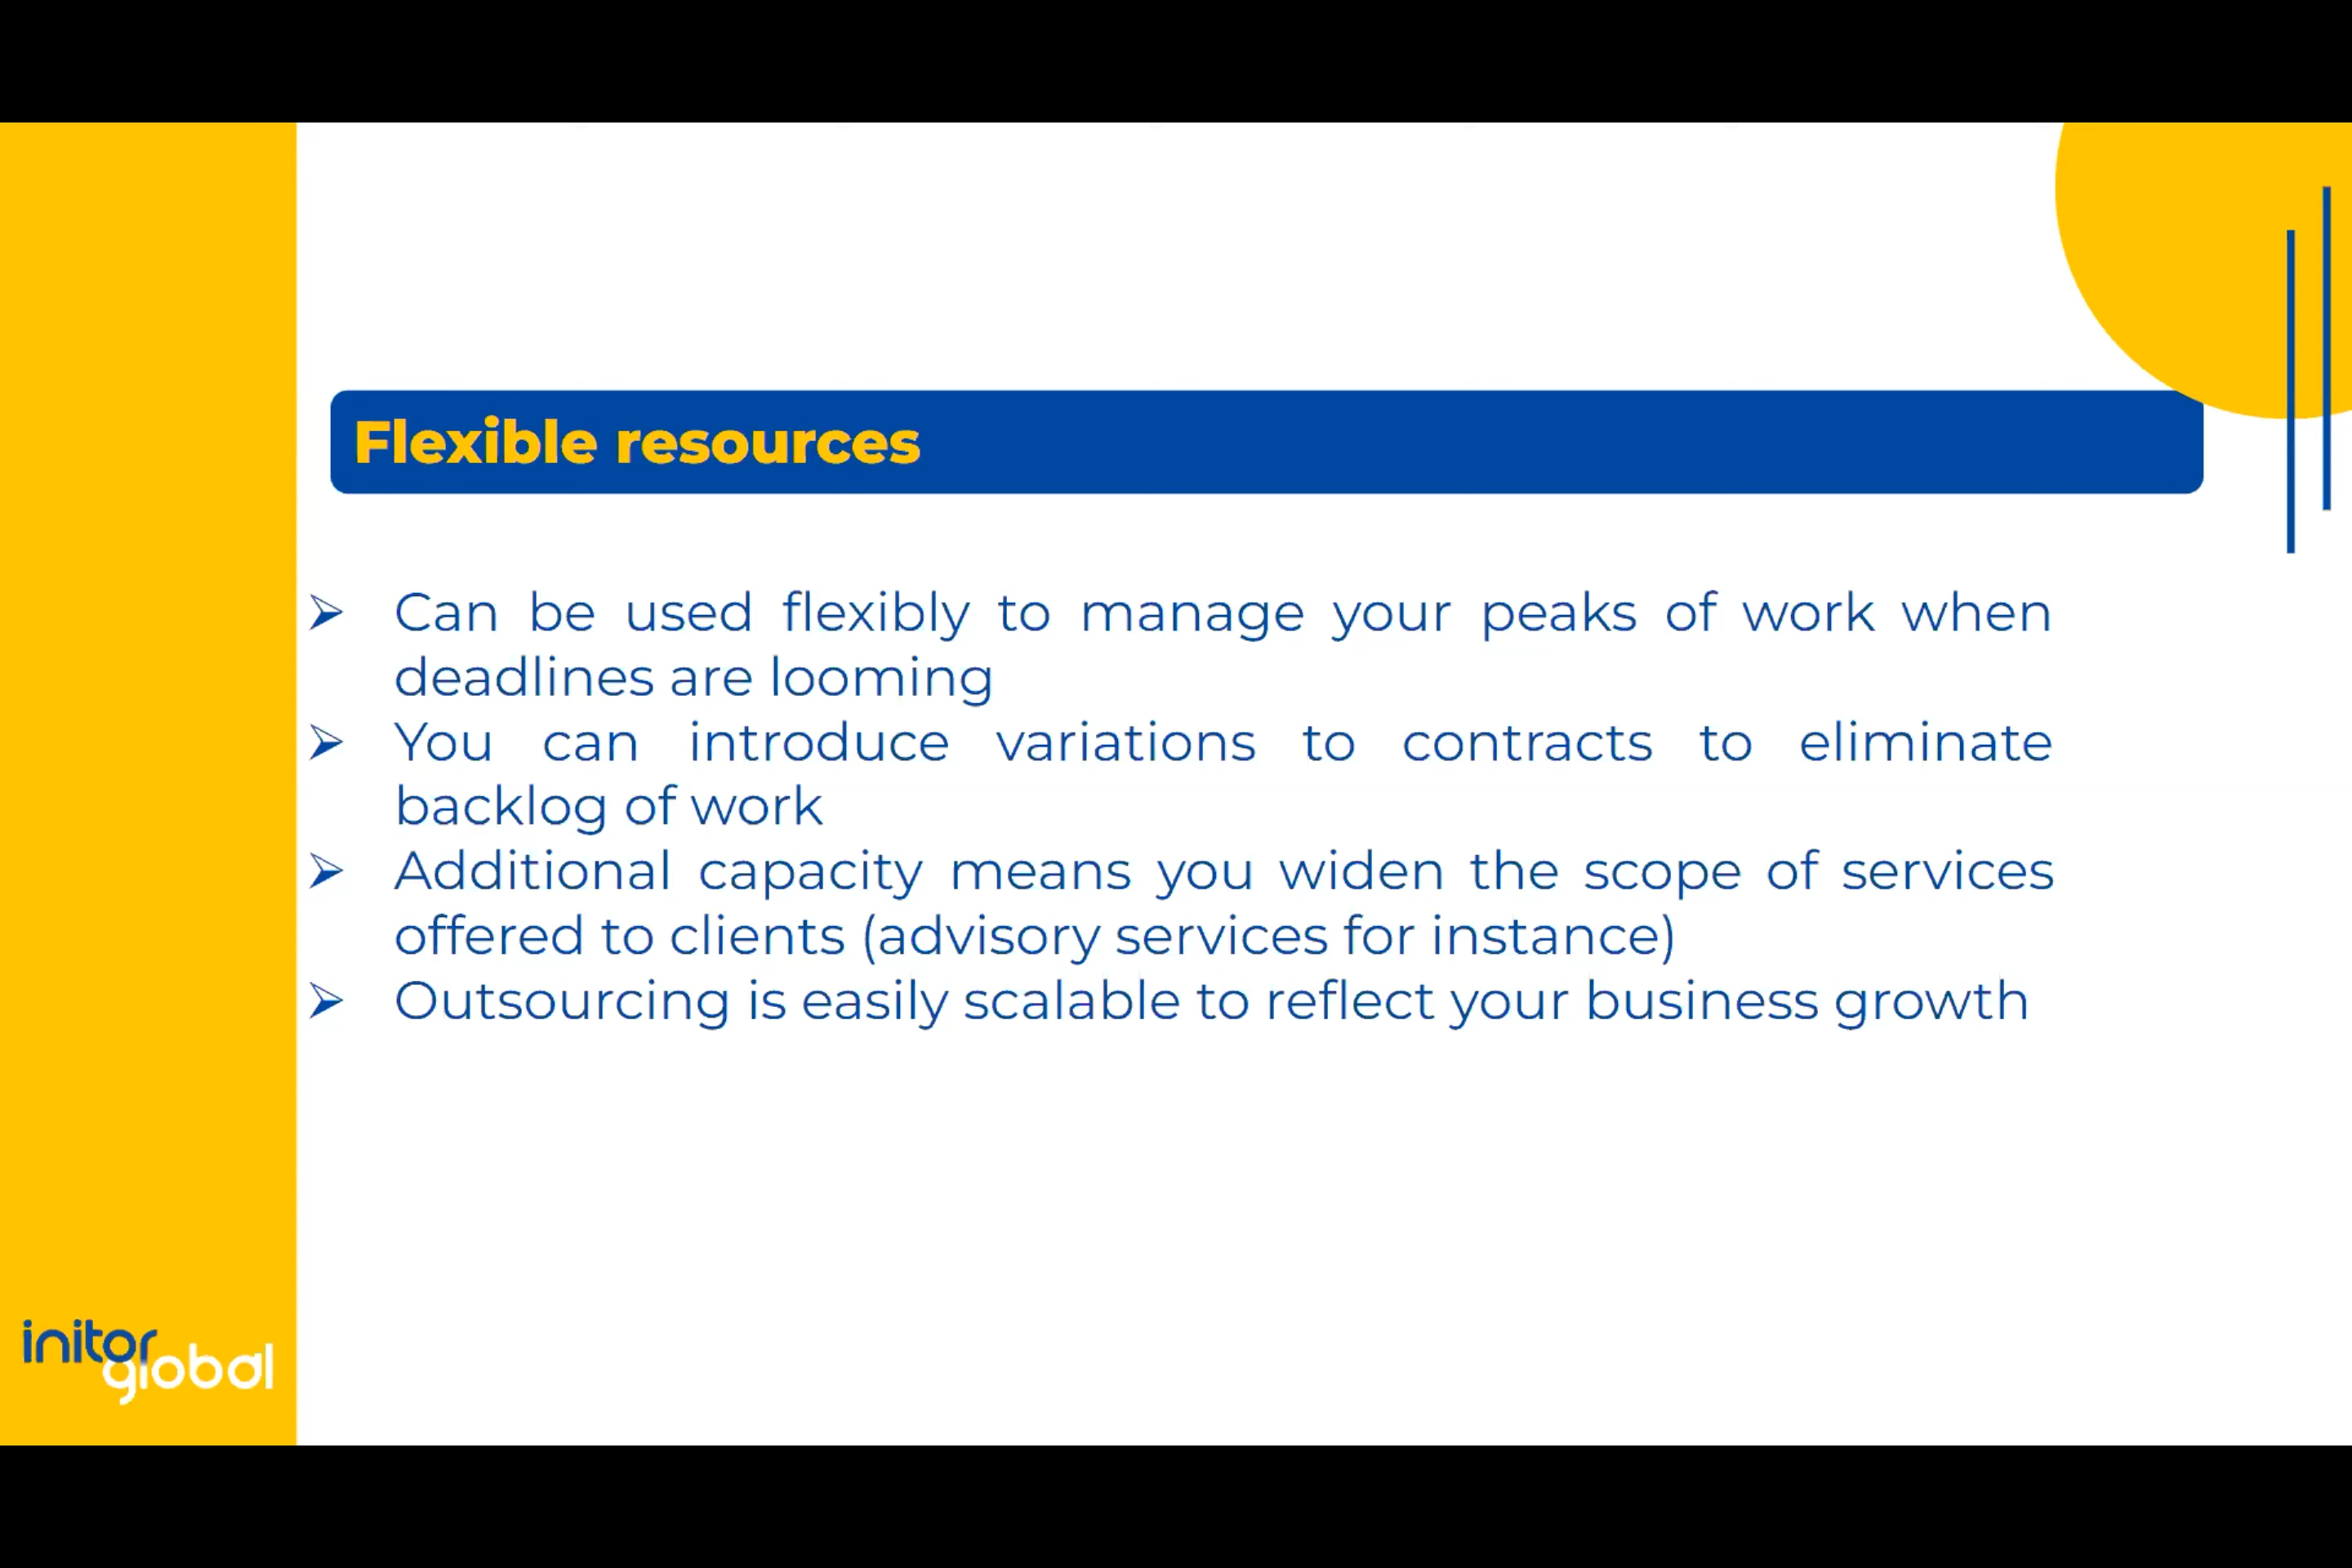 Flexible resources
➢ Can be used flexibly to manage your peaks of work when
deadlines are looming
➢ You can introduce variations to contracts to eliminate
backlog of work
➢ Additional capacity means you widen the scope of services
offered to clients (advisory services for instance)
➢ Outsourcing is easily scalable to reflect your business growth
initor
global